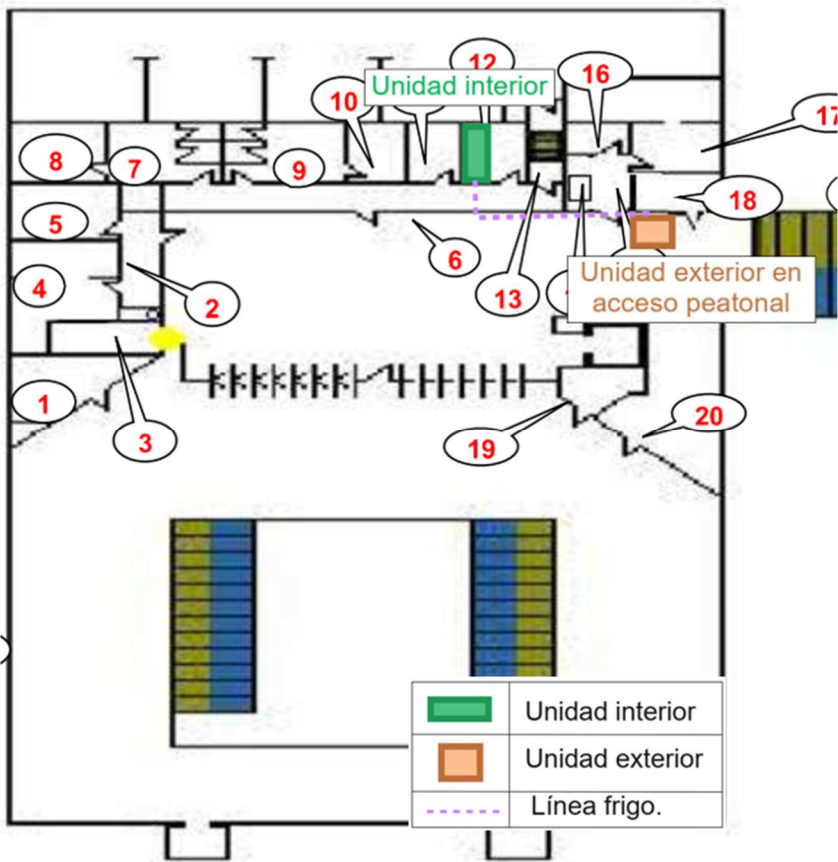 12
Unidad interior
10
16
17
8
7
9
18
5
6
4
2
13
Unidad exterior en
acceso peatonal
1
3
19
20
Unidad interior
Unidad exterior
Línea frigo.